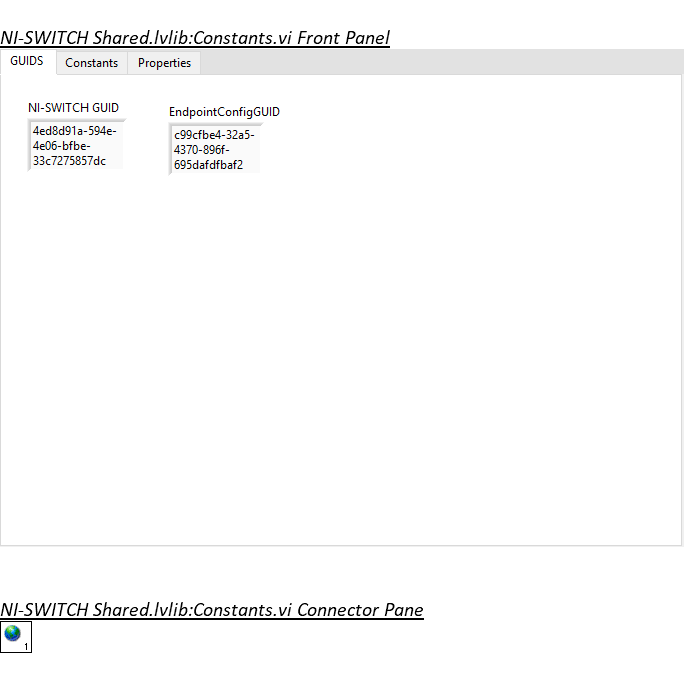 NI-SWITCH Shared.lvlib:Constants.vi Front Panel
GUIDS Constants Properties
NI-SWITCH GUID
4ed8d91a-594e-
4e06-bfbe-
33c7275857dc
EndpointConfigGUID
c99cfbe4-32a5-
4370-896f-
695dafdfbaf2
NI-SWITCH Shared.lvlib:Constants.vi Connector Pane
1